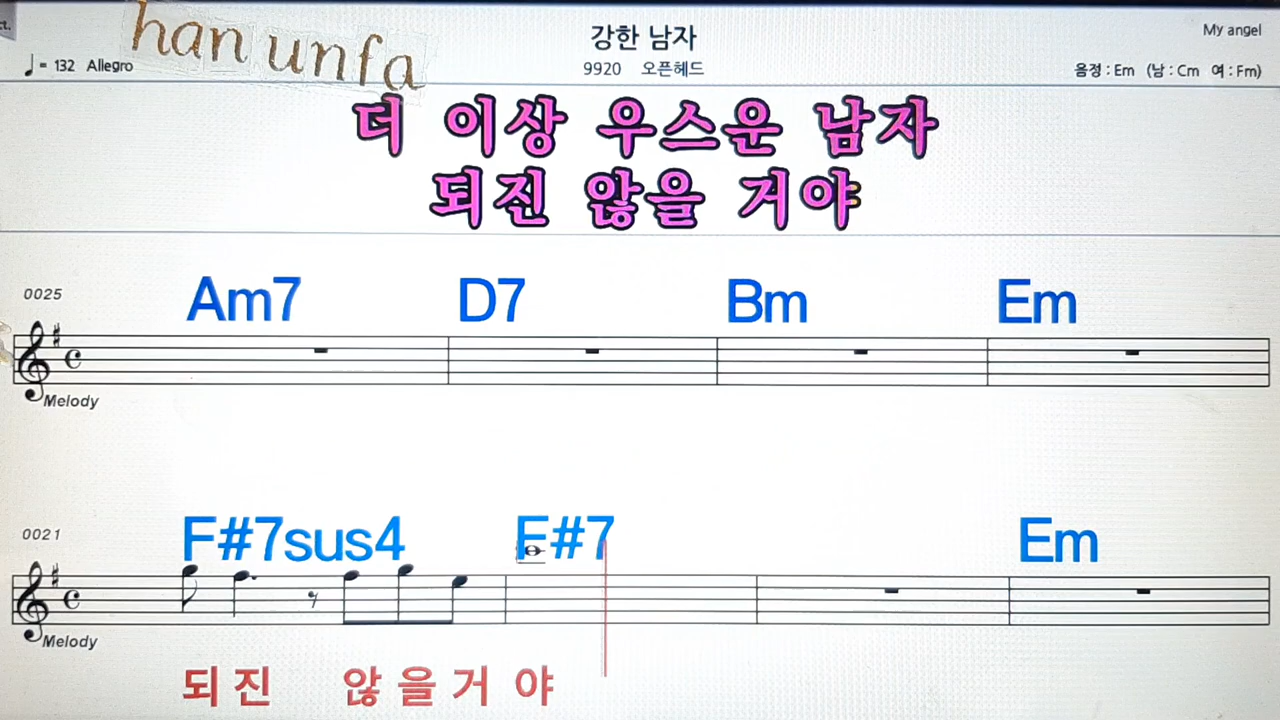 ct.
han unfa
강한 남자
My angel
♩= 132 Allegro
9920 오픈헤드
음정 : Em (남 : Cm 여 : Fm)
더 이상 우스운 남자
되진 않을 거야
0025
Am7 D7 Bm Em
Melody
0021
F#7sus4 F#7 Em
Melody
되 진 않 을 거 야